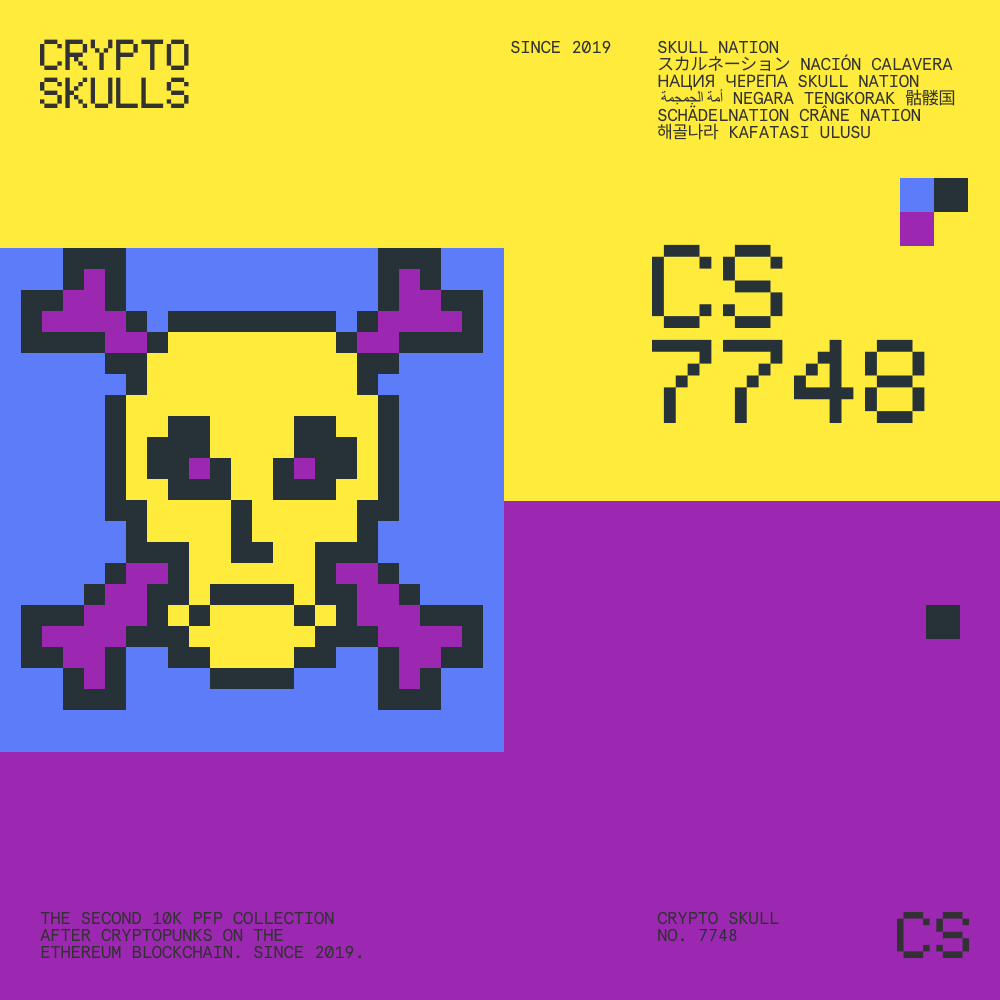 CRYPTO
SKULLS
SINCE 2019
SKULL NATION
スカルネーション NACIÓN CALAVERA
НАЦИЯ ЧЕРЕПА SKULL NATION
أمة الجمجمة NEGARA TENGKORAK 骷髅国
SCHÄDELNATION CRÂNE NATION
해골나라 KAFATASI ULUSU
CS
7748
THE SECOND 10K PFP COLLECTION
AFTER CRYPTOPUNKS ON THE
ETHEREUM BLOCKCHAIN. SINCE 2019.
CRYPTO SKULL
NO. 7748
CS